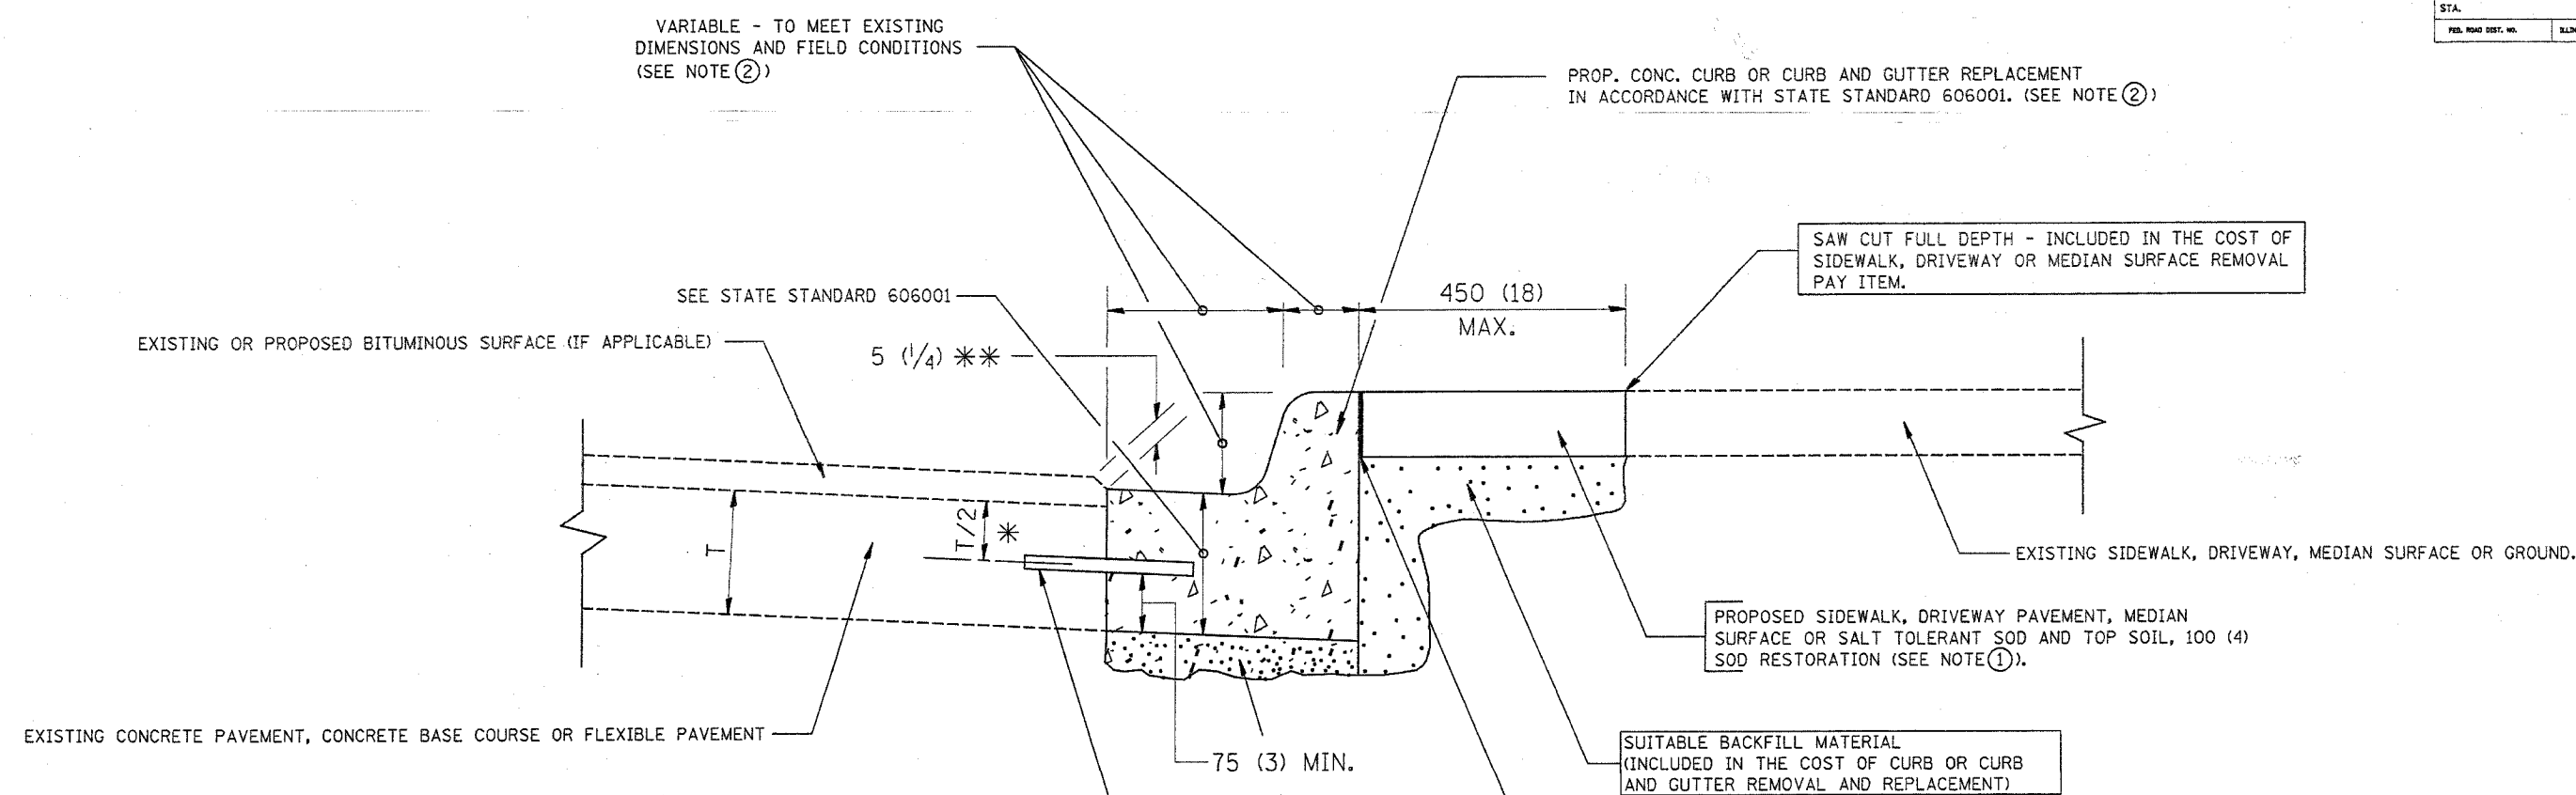 STA.
FED. ROAD DIST. NO.
VARIABLE - TO MEET EXISTING
DIMENSIONS AND FIELD CONDITIONS
(SEE NOTE ②)
PROP. CONC. CURB OR CURB AND GUTTER REPLACEMENT
IN ACCORDANCE WITH STATE STANDARD 606001. (SEE NOTE ②)
SAW CUT FULL DEPTH - INCLUDED IN THE COST OF
SIDEWALK, DRIVEWAY OR MEDIAN SURFACE REMOVAL
PAY ITEM.
SEE STATE STANDARD 606001
450 (18)
MAX.
EXISTING OR PROPOSED BITUMINOUS SURFACE (IF APPLICABLE)
5 (1/4) **
T
T/2
*
EXISTING SIDEWALK, DRIVEWAY, MEDIAN SURFACE OR GROUND.
PROPOSED SIDEWALK, DRIVEWAY PAVEMENT, MEDIAN
SURFACE OR SALT TOLERANT SOD AND TOP SOIL, 100 (4)
SOD RESTORATION (SEE NOTE ①).
EXISTING CONCRETE PAVEMENT, CONCRETE BASE COURSE OR FLEXIBLE PAVEMENT
75 (3) MIN.
SUITABLE BACKFILL MATERIAL
(INCLUDED IN THE COST OF CURB OR CURB
AND GUTTER REMOVAL AND REPLACEMENT)